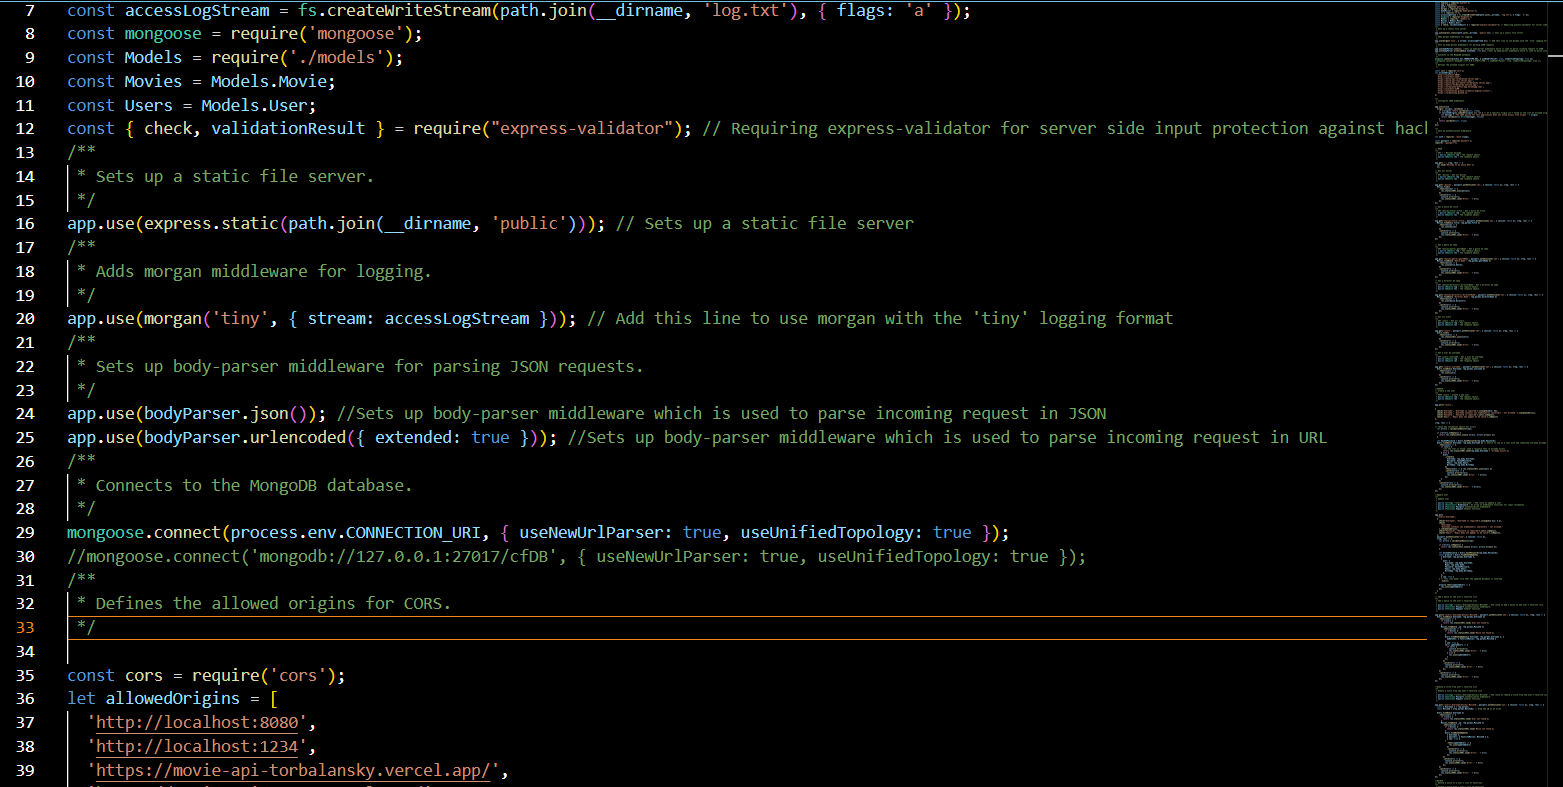 7 const accessLogStream = fs.createWriteStream(path.join(__dirname, 'log.txt'), { flags: 'a' });
8 const mongoose = require('mongoose');
9 const Models = require('./models');
10 const Movies = Models.Movie;
11 const Users = Models.User;
12 const { check, validationResult } = require("express-validator"); // Requiring express-validator for server side input protection against hack
13 /**
14  * Sets up a static file server.
15  */
16 app.use(express.static(path.join(__dirname, 'public'))); // Sets up a static file server
17 /**
18  * Adds morgan middleware for logging.
19  */
20 app.use(morgan('tiny', { stream: accessLogStream })); // Add this line to use morgan with the 'tiny' logging format
21 /**
22  * Sets up body-parser middleware for parsing JSON requests.
23  */
24 app.use(bodyParser.json()); //Sets up body-parser middleware which is used to parse incoming request in JSON
25 app.use(bodyParser.urlencoded({ extended: true })); //Sets up body-parser middleware which is used to parse incoming request in URL
26 /**
27  * Connects to the MongoDB database.
28  */
29 mongoose.connect(process.env.CONNECTION_URI, { useNewUrlParser: true, useUnifiedTopology: true });
30 //mongoose.connect('mongodb://127.0.0.1:27017/cfDB', { useNewUrlParser: true, useUnifiedTopology: true });
31 /**
32  * Defines the allowed origins for CORS.
33  */
34
35 const cors = require('cors');
36 let allowedOrigins = [
37   'http://localhost:8080',
38   'http://localhost:1234',
39   'https://movie-api-torbalansky.vercel.app/',